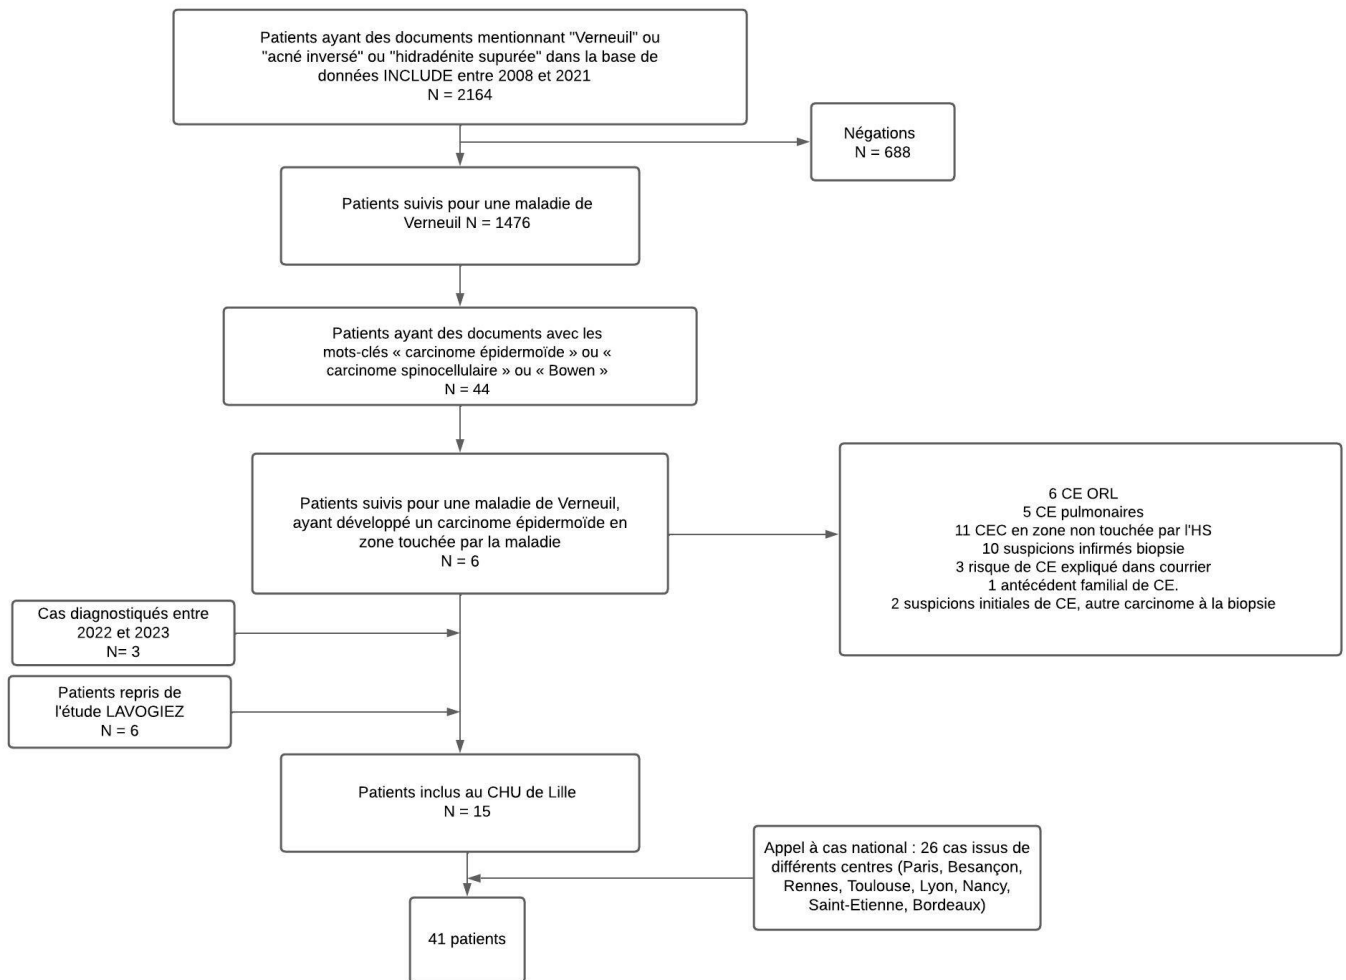 Patients ayant des documents mentionnant "Verneuil" ou
"acné inversé" ou "hidradénite supurée" dans la base de
données INCLUDE entre 2008 et 2021
N = 2164
Négations
N = 688
Patients suivis pour une maladie de
Verneuil N = 1476
Patients ayant des documents avec les
mots-clés « carcinome épidermoïde » ou «
carcinome spinocellulaire » ou « Bowen »
N = 44
Patients suivis pour une maladie de Verneuil,
ayant développé un carcinome épidermoïde en
zone touchée par la maladie
N = 6
6 CE ORL
5 CE pulmonaires
11 CEC en zone non touchée par l'HS
10 suspicions infirmés biopsie
3 risque de CE expliqué dans courrier
1 antécédent familial de CE.
2 suspicions initiales de CE, autre carcinome à la biopsie
Cas diagnostiqués entre
2022 et 2023
N= 3
Patients repris de
l'étude LAVOGIEZ
N = 6
Patients inclus au CHU de Lille
N = 15
Appel à cas national : 26 cas issus de
différents centres (Paris, Besançon,
Rennes, Toulouse, Lyon, Nancy,
Saint-Etienne, Bordeaux)
41 patients